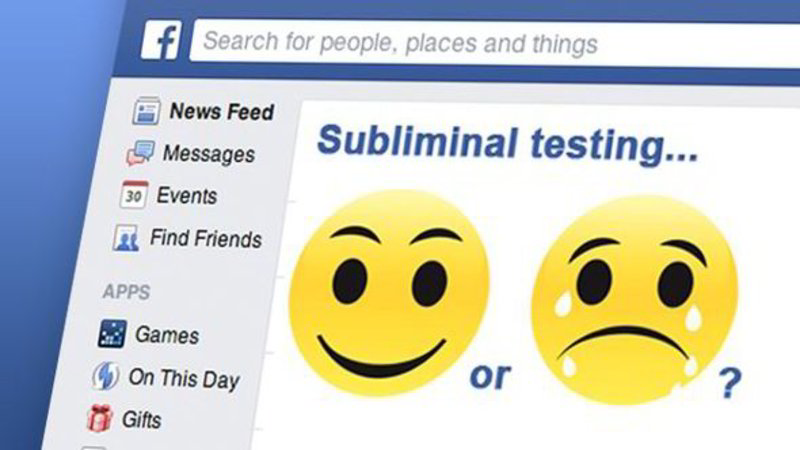 f
Search for people, places and things
News Feed
Messages
30
Events
Find Friends
APPS
Games
On This Day
Gifts
Subliminal testing...
or
?